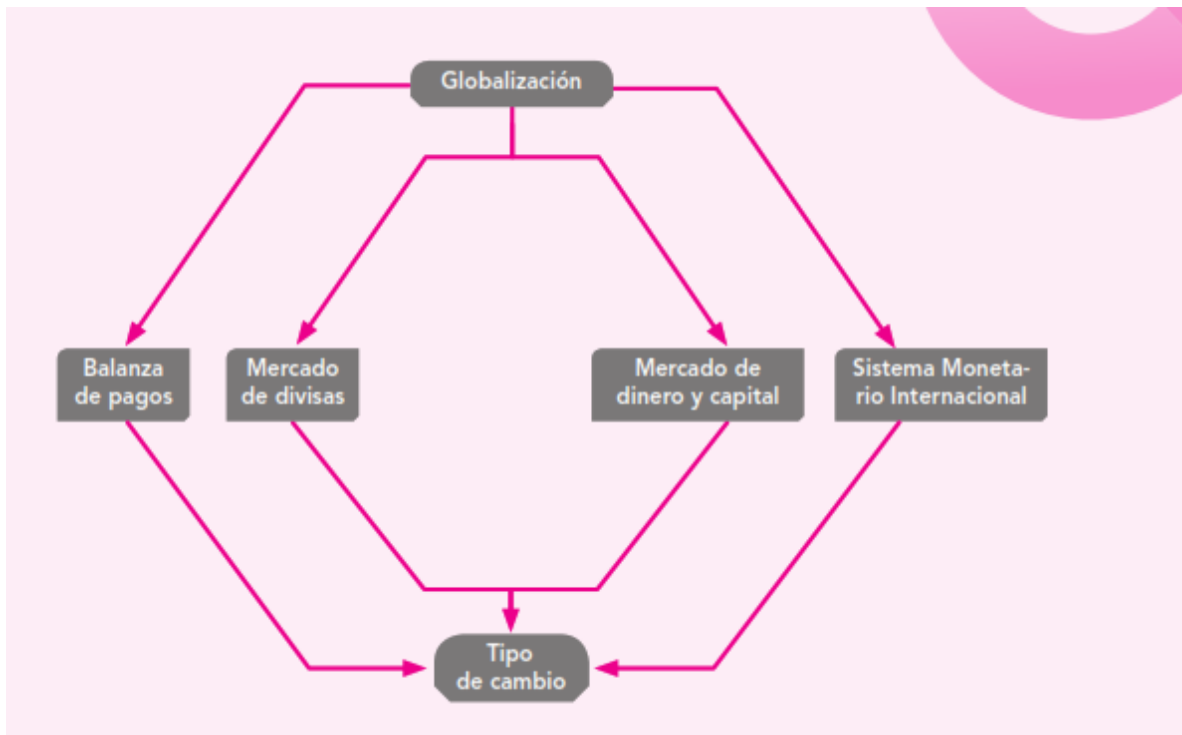 Globalización
Balanza
de pagos
Mercado
de divisas
Mercado de
dinero y capital
Sistema Moneta-
rio Internacional
Tipo
de cambio